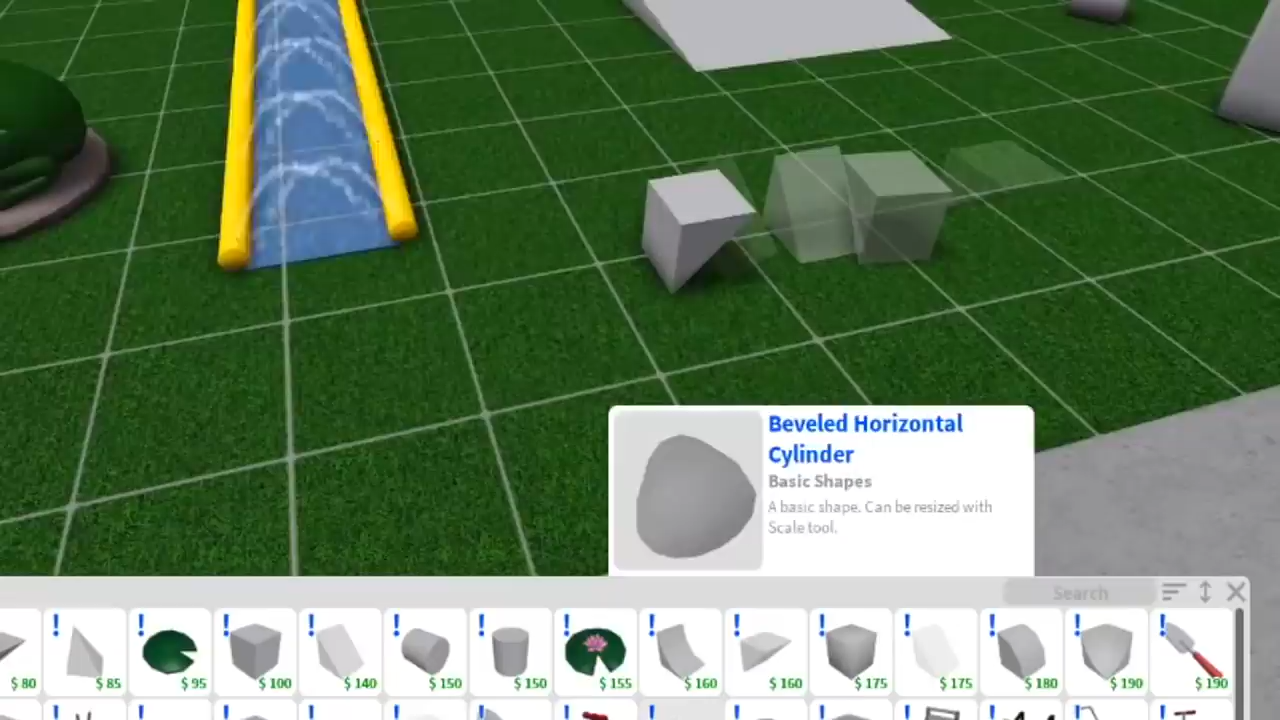 Beveled Horizontal
Cylinder
Basic Shapes
A basic shape. Can be resized with
Scale tool.
Search
! ! ! ! ! ! ! ! ! ! ! ! ! !
$ 80 $ 85 $ 95 $ 100 $ 140 $ 150 $ 150 $ 155 $ 160 $ 160 $ 175 $ 175 $ 180 $ 190 $ 190